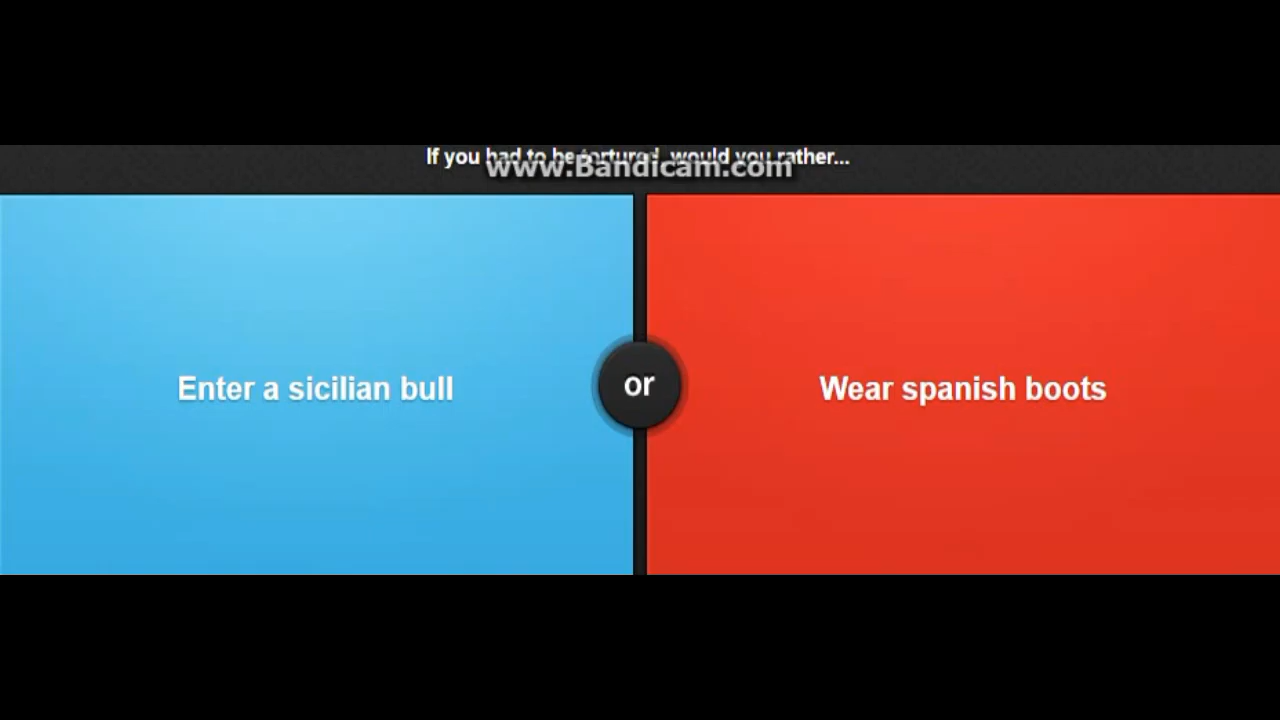 If you had to be tortured, would you rather...
www.Bandicam.com
Enter a sicilian bull
or
Wear spanish boots